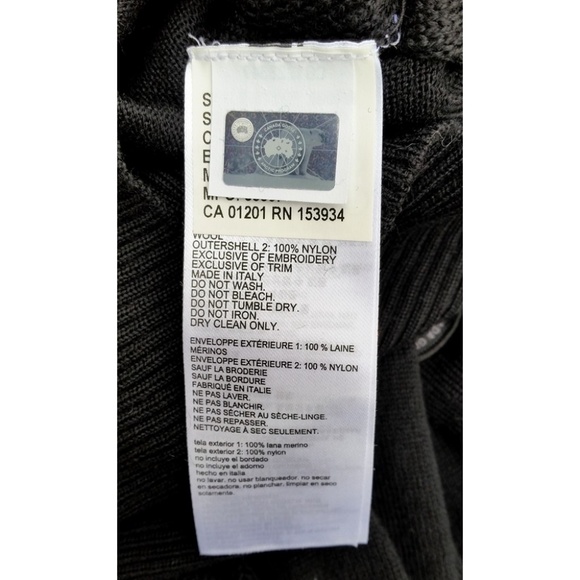 S
S
C
E
M
CA 01201 RN 153934
WOOL
OUTERSHELL 2: 100% NYLON
EXCLUSIVE OF EMBROIDERY
EXCLUSIVE OF TRIM
MADE IN ITALY
DO NOT WASH.
DO NOT BLEACH.
DO NOT TUMBLE DRY.
DO NOT IRON.
DRY CLEAN ONLY.
ENVELOPPE EXTÉRIEURE 1: 100 % LAINE
MÉRINOS
ENVELOPPE EXTÉRIEURE 2: 100 % NYLON
SAUF LA BRODERIE
SAUF LA BORDURE
FABRIQUÉ EN ITALIE
NE PAS LAVER.
NE PAS BLANCHIR.
NE PAS SÉCHER AU SÈCHE-LINGE.
NE PAS REPASSER.
NETTOYAGE À SEC SEULEMENT.
tela exterior 1: 100% lana merino
tela exterior 2: 100% nylon
no incluye el bordado
no incluye el adorno
hecho en italia
no lavar. no usar blanqueador. no secar
en secadora. no planchar. limpiar en seco
solamente.